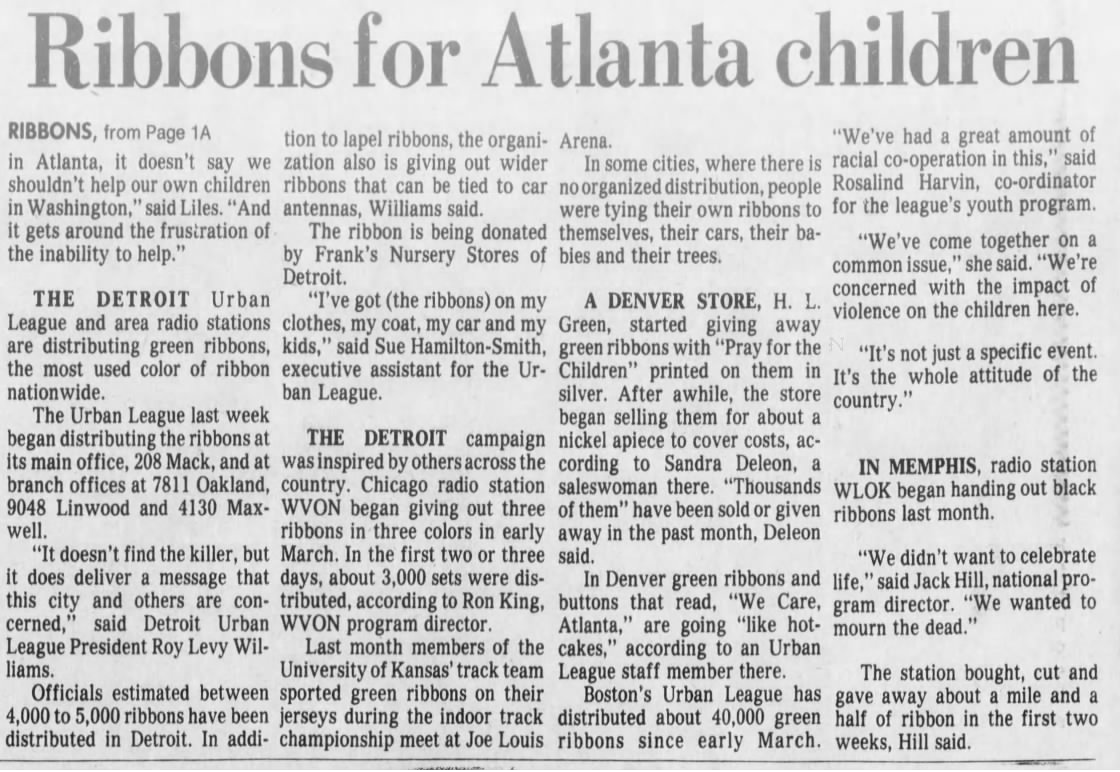 Ribbons for Atlanta children
RIBBONS, from Page 1A
in Atlanta, it doesn't say we
shouldn't help our own children
in Washington," said Liles. "And
it gets around the frustration of
the inability to help."
THE DETROIT Urban
League and area radio stations
are distributing green ribbons,
the most used color of ribbon
nationwide.
The Urban League last week
began distributing the ribbons at
its main office, 208 Mack, and at
branch offices at 7811 Oakland,
9048 Linwood and 4130 Max-
well.
"It doesn't find the killer, but
it does deliver a message that
this city and others are con-
cerned," said Detroit Urban
League President Roy Levy Wil-
liams.
Officials estimated between
4,000 to 5,000 ribbons have been
distributed in Detroit. In addi-
tion to lapel ribbons, the organi-
zation also is giving out wider
ribbons that can be tied to car
antennas, Williams said.
The ribbon is being donated
by Frank's Nursery Stores of
Detroit.
"I've got (the ribbons) on my
clothes, my coat, my car and my
kids," said Sue Hamilton-Smith,
executive assistant for the Ur-
ban League.
THE DETROIT campaign
was inspired by others across the
country. Chicago radio station
WVON began giving out three
ribbons in three colors in early
March. In the first two or three
days, about 3,000 sets were dis-
tributed, according to Ron King,
WVON program director.
Last month members of the
University of Kansas' track team
sported green ribbons on their
jerseys during the indoor track
championship meet at Joe Louis
Arena.
In some cities, where there is
no organized distribution, people
were tying their own ribbons to
themselves, their cars, their ba-
bies and their trees.
A DENVER STORE, H. L.
Green, started giving away
green ribbons with "Pray for the
Children" printed on them in
silver. After awhile, the store
began selling them for about a
nickel apiece to cover costs, ac-
cording to Sandra Deleon, a
saleswoman there. "Thousands
of them" have been sold or given
away in the past month, Deleon
said.
In Denver green ribbons and
buttons that read, "We Care,
Atlanta," are going "like hot-
cakes," according to an Urban
League staff member there.
Boston's Urban League has
distributed about 40,000 green
ribbons since early March.
"We've had a great amount of
racial co-operation in this," said
Rosalind Harvin, co-ordinator
for the league's youth program.
"We've come together on a
common issue," she said. "We're
concerned with the impact of
violence on the children here.
"It's not just a specific event.
It's the whole attitude of the
country."
IN MEMPHIS, radio station
WLOK began handing out black
ribbons last month.
"We didn't want to celebrate
life," said Jack Hill, national pro-
gram director. "We wanted to
mourn the dead."
The station bought, cut and
gave away about a mile and a
half of ribbon in the first two
weeks, Hill said.